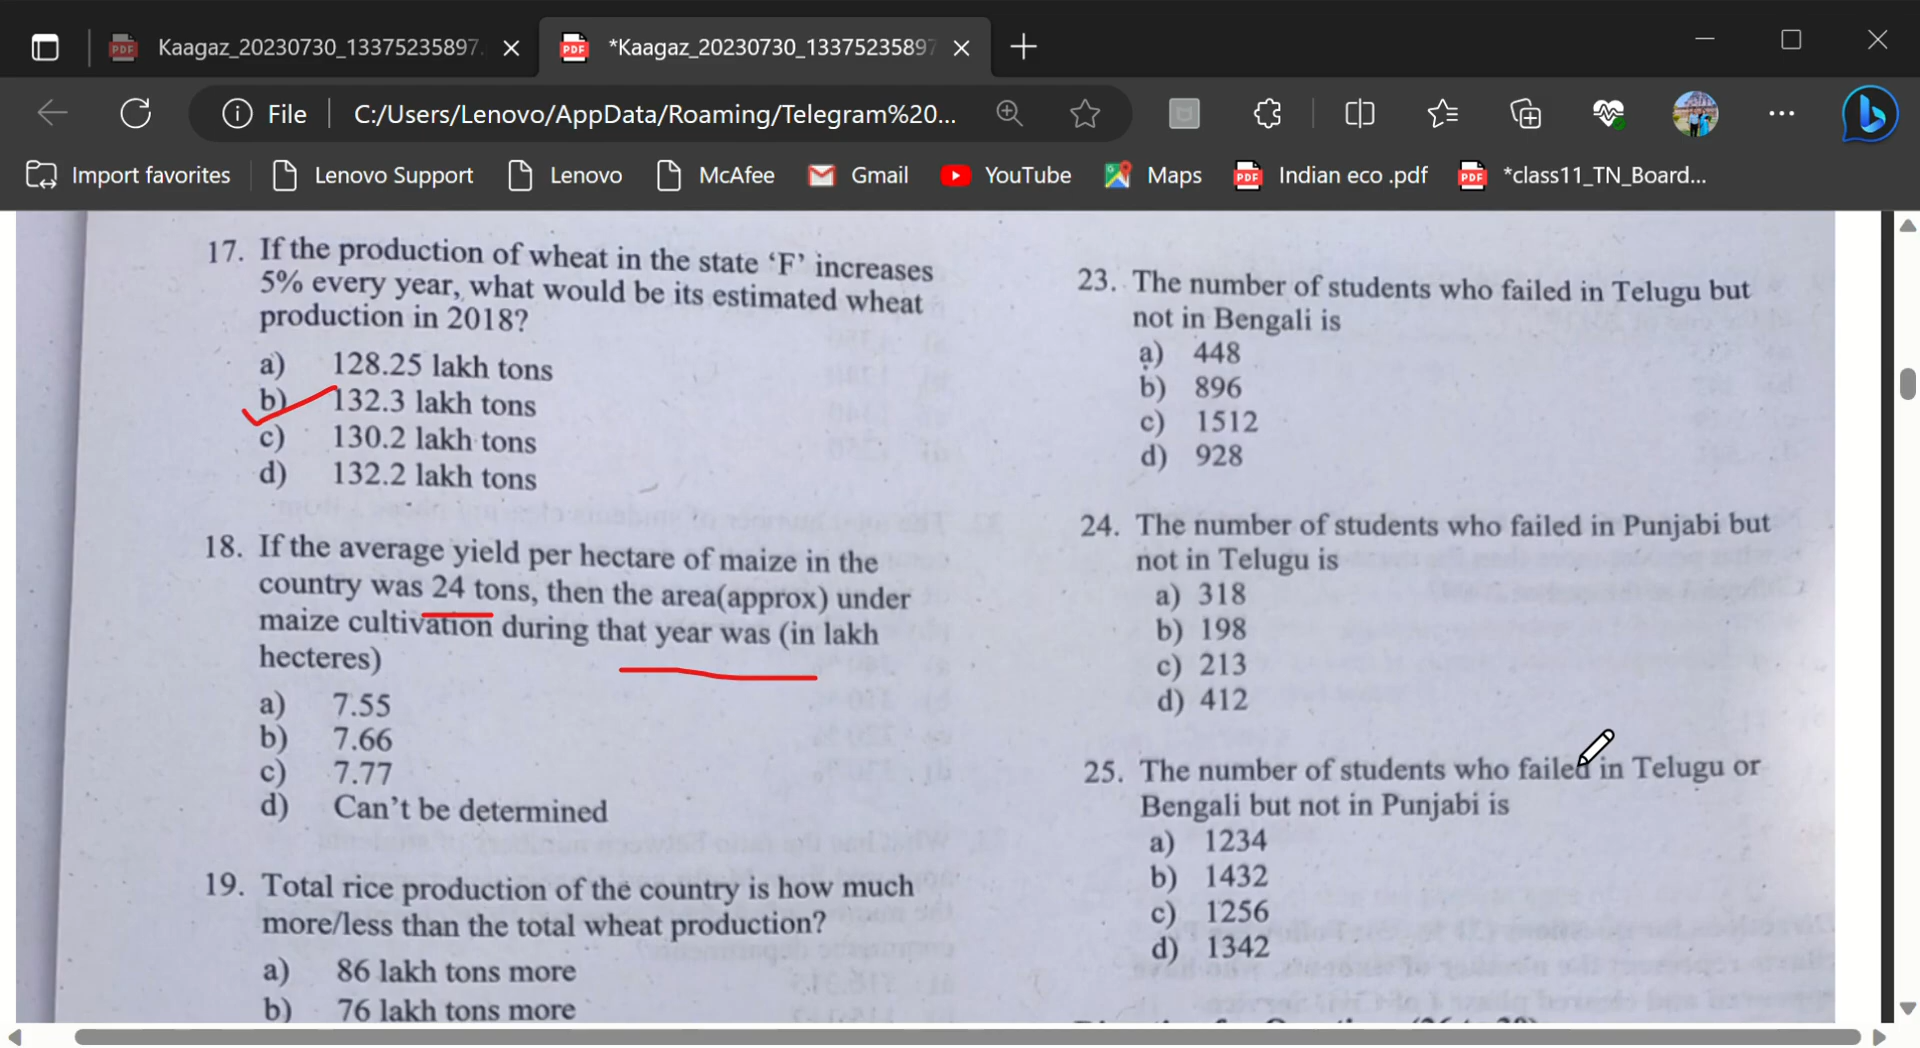 Kaagaz_20230730_13375235897.
*Kaagaz_20230730_13375235897
File
C:/Users/Lenovo/AppData/Roaming/Telegram%20...
Import favorites
Lenovo Support
Lenovo
McAfee
Gmail
YouTube
Maps
Indian eco .pdf
*class11_TN_Board...
17. If the production of wheat in the state ‘F’ increases
5% every year, what would be its estimated wheat
production in 2018?
a) 128.25 lakh tons
b) 132.3 lakh tons
c) 130.2 lakh tons
d) 132.2 lakh tons
18. If the average yield per hectare of maize in the
country was 24 tons, then the area(approx) under
maize cultivation during that year was (in lakh
hecteres)
a) 7.55
b) 7.66
c) 7.77
d) Can’t be determined
19. Total rice production of the country is how much
more/less than the total wheat production?
a) 86 lakh tons more
b) 76 lakh tons more
23. The number of students who failed in Telugu but
not in Bengali is
a) 448
b) 896
c) 1512
d) 928
24. The number of students who failed in Punjabi but
not in Telugu is
a) 318
b) 198
c) 213
d) 412
25. The number of students who failed in Telugu or
Bengali but not in Punjabi is
a) 1234
b) 1432
c) 1256
d) 1342